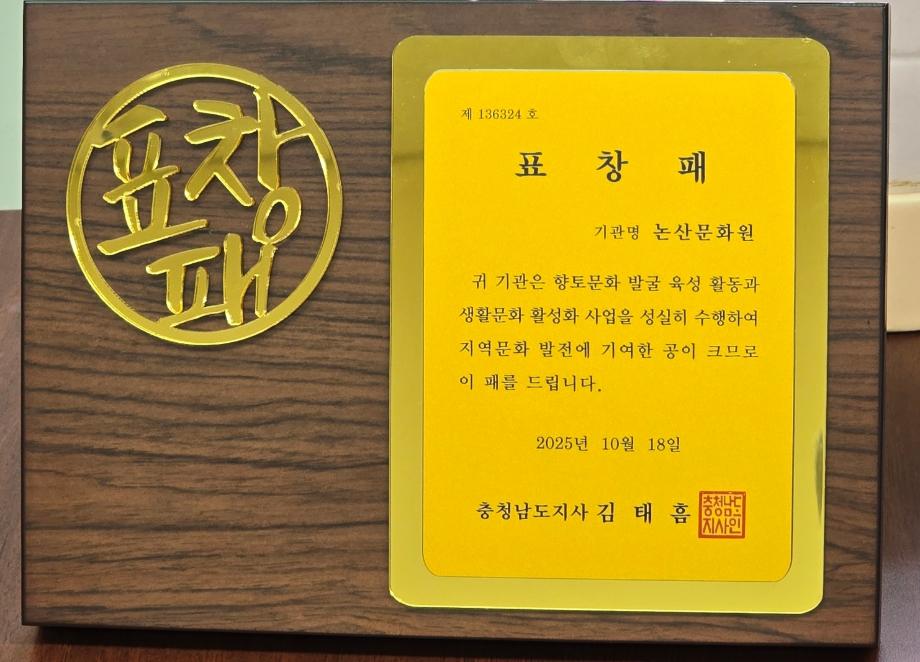 표창
패
제 136324 호
표 창 패
기관명 논산문화원
귀 기관은 향토문화 발굴 육성 활동과
생활문화 활성화 사업을 성실히 수행하여
지역문화 발전에 기여한 공이 크므로
이 패를 드립니다.
2025년 10월 18일
충청남도지사 김 태 흠
충청남도
지사인